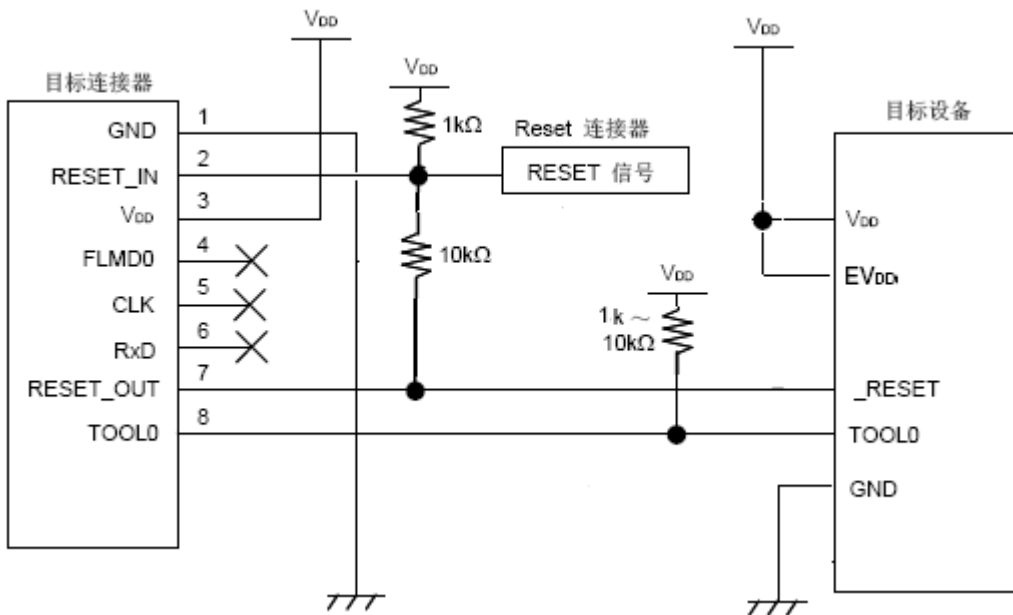 目标连接器
GND
1
RESET_IN
2
VDD
3
FLMD0
4
CLK
5
RxD
6
RESET_OUT
7
TOOL0
8
VDD
VDD
1kΩ
10kΩ
Reset 连接器
RESET 信号
VDD
1k ～
10kΩ
VDD
目标设备
VDD
EVDD
_RESET
TOOL0
GND